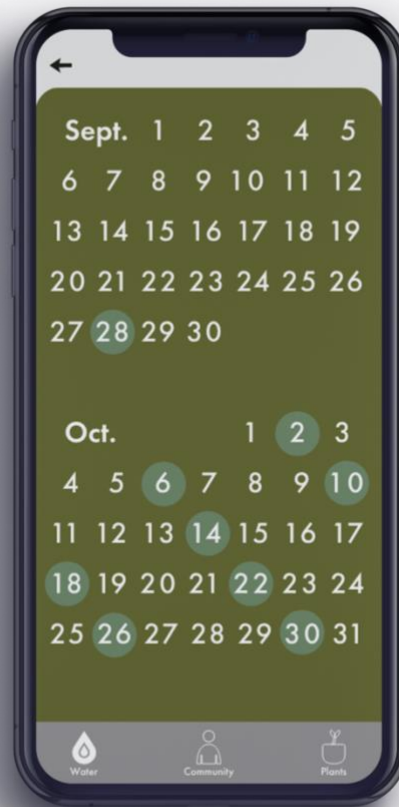 Sept. 1 2 3 4 5
6 7 8 9 10 11 12
13 14 15 16 17 18 19
20 21 22 23 24 25 26
27 28 29 30
Oct. 1 2 3
4 5 6 7 8 9 10
11 12 13 14 15 16 17
18 19 20 21 22 23 24
25 26 27 28 29 30 31
Water Community Plants